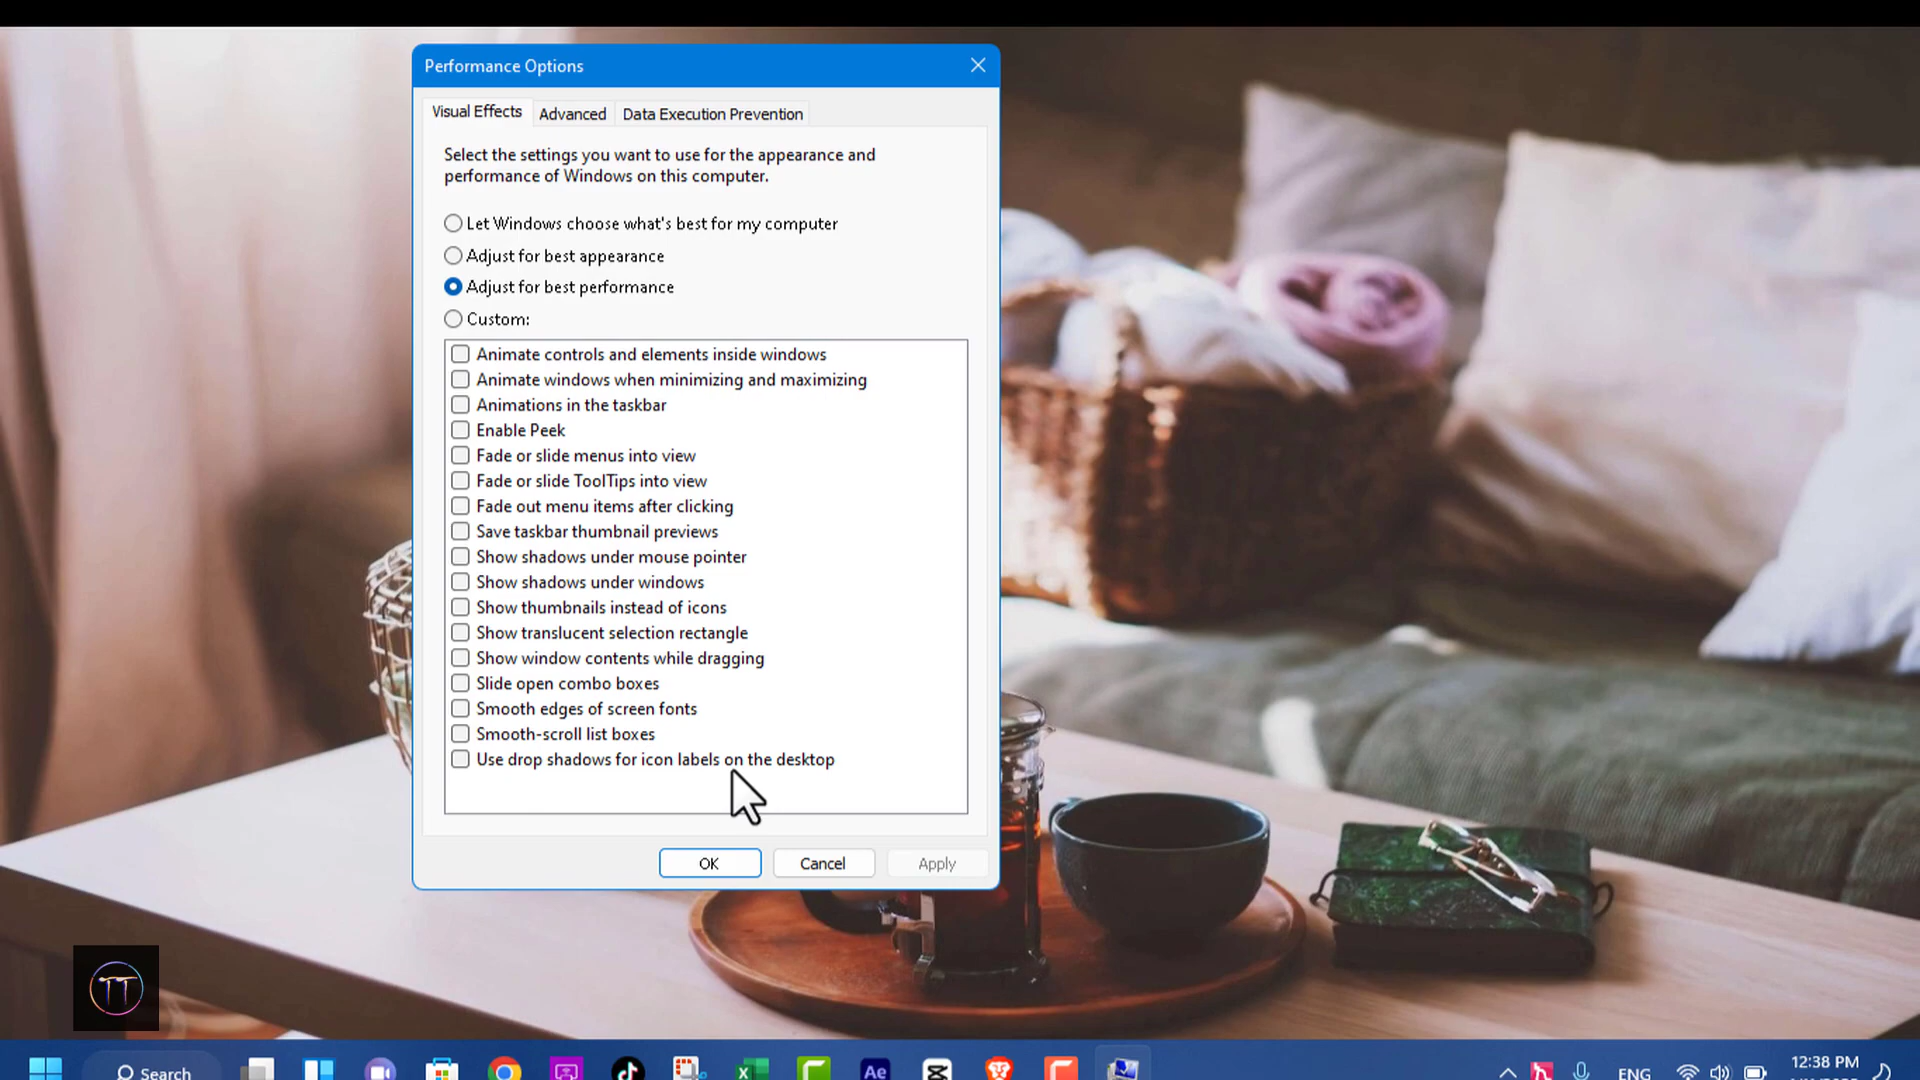 Performance Options
Visual Effects
Advanced
Data Execution Prevention
Select the settings you want to use for the appearance and
performance of Windows on this computer.
Let Windows choose what's best for my computer
Adjust for best appearance
Adjust for best performance
Custom:
Animate controls and elements inside windows
Animate windows when minimizing and maximizing
Animations in the taskbar
Enable Peek
Fade or slide menus into view
Fade or slide ToolTips into view
Fade out menu items after clicking
Save taskbar thumbnail previews
Show shadows under mouse pointer
Show shadows under windows
Show thumbnails instead of icons
Show translucent selection rectangle
Show window contents while dragging
Slide open combo boxes
Smooth edges of screen fonts
Smooth-scroll list boxes
Use drop shadows for icon labels on the desktop
OK
Cancel
Apply
TT
Search
Ae
ENG
12:38 PM